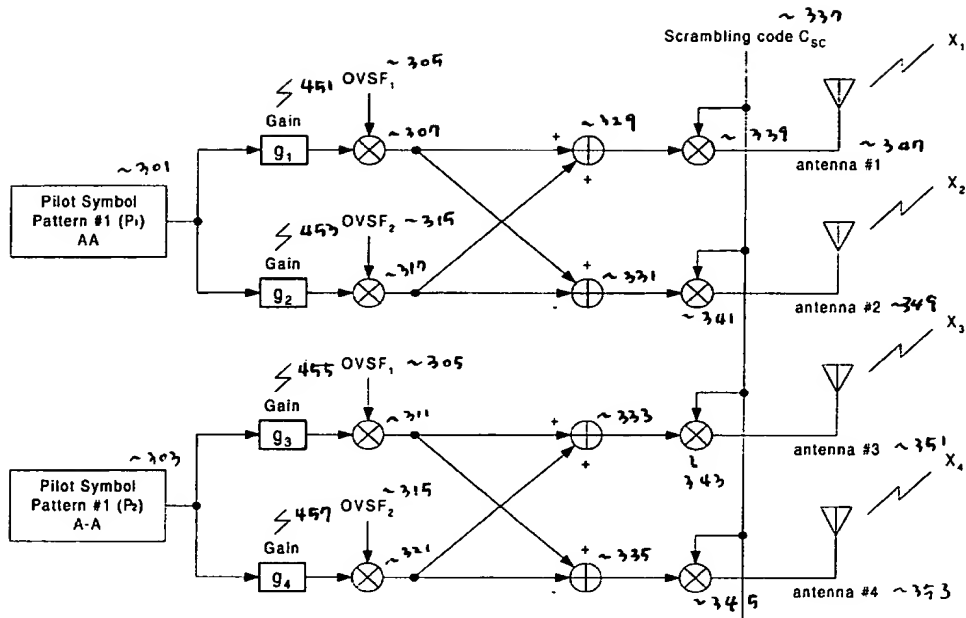 ~337
Scrambling code CSC
X1
451
OVSF1 ~305
Gain
g1
~307
+
~329
+
~339
~347
antenna #1
~301
Pilot Symbol
Pattern #1 (P1)
AA
X2
453
OVSF2 ~315
Gain
g2
~317
+
~331
-
~341
antenna #2 ~349
X3
455
OVSF1 ~305
Gain
g3
~311
+
~333
+
343
antenna #3 ~351
~303
Pilot Symbol
Pattern #1 (P2)
A-A
X4
457
OVSF2 ~315
Gain
g4
~321
+
~335
-
~345
antenna #4 ~353